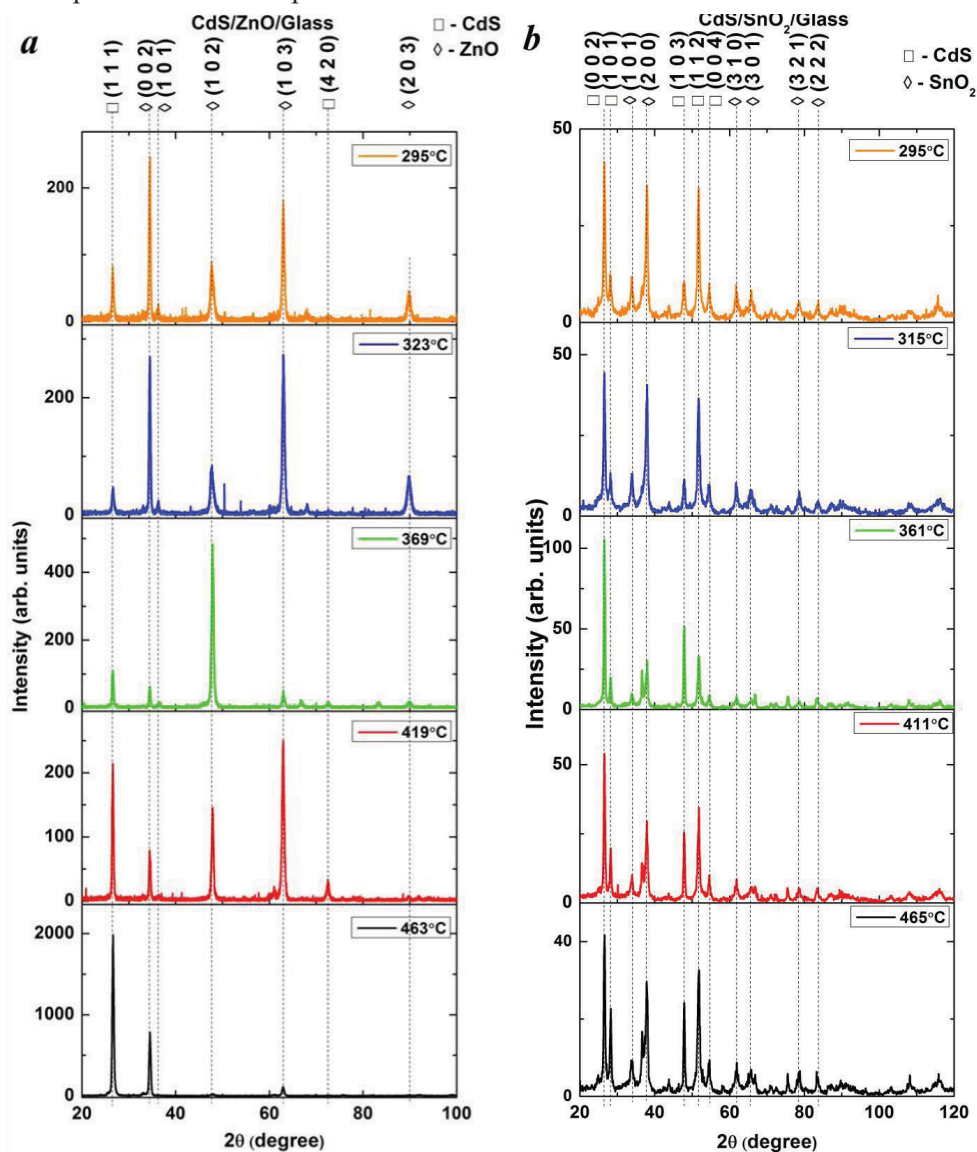 a
CdS/ZnO/Glass
□ - CdS
◇ - ZnO
□ (1 1 1)
◇ (0 0 2)
◇ (1 0 1)
◇ (1 0 2)
◇ (1 0 3)
□ (4 2 0)
◇ (2 0 3)
295°C
200
0
323°C
200
0
369°C
400
200
0
419°C
200
100
0
463°C
2000
1000
0
Intensity (arb. units)
20 40 60 80 100
2θ (degree)
b
CdS/SnO2/Glass
□ - CdS
◇ - SnO2
□ (0 0 2)
□ (1 0 1)
◇ (1 0 1)
◇ (2 0 0)
□ (1 0 3)
□ (1 1 2)
□ (0 0 4)
◇ (3 1 0)
◇ (3 0 1)
◇ (3 2 1)
◇ (2 2 2)
295°C
50
25
0
315°C
50
25
0
361°C
100
50
0
411°C
50
25
0
465°C
40
20
0
Intensity (arb. units)
20 40 60 80 100 120
2θ (degree)